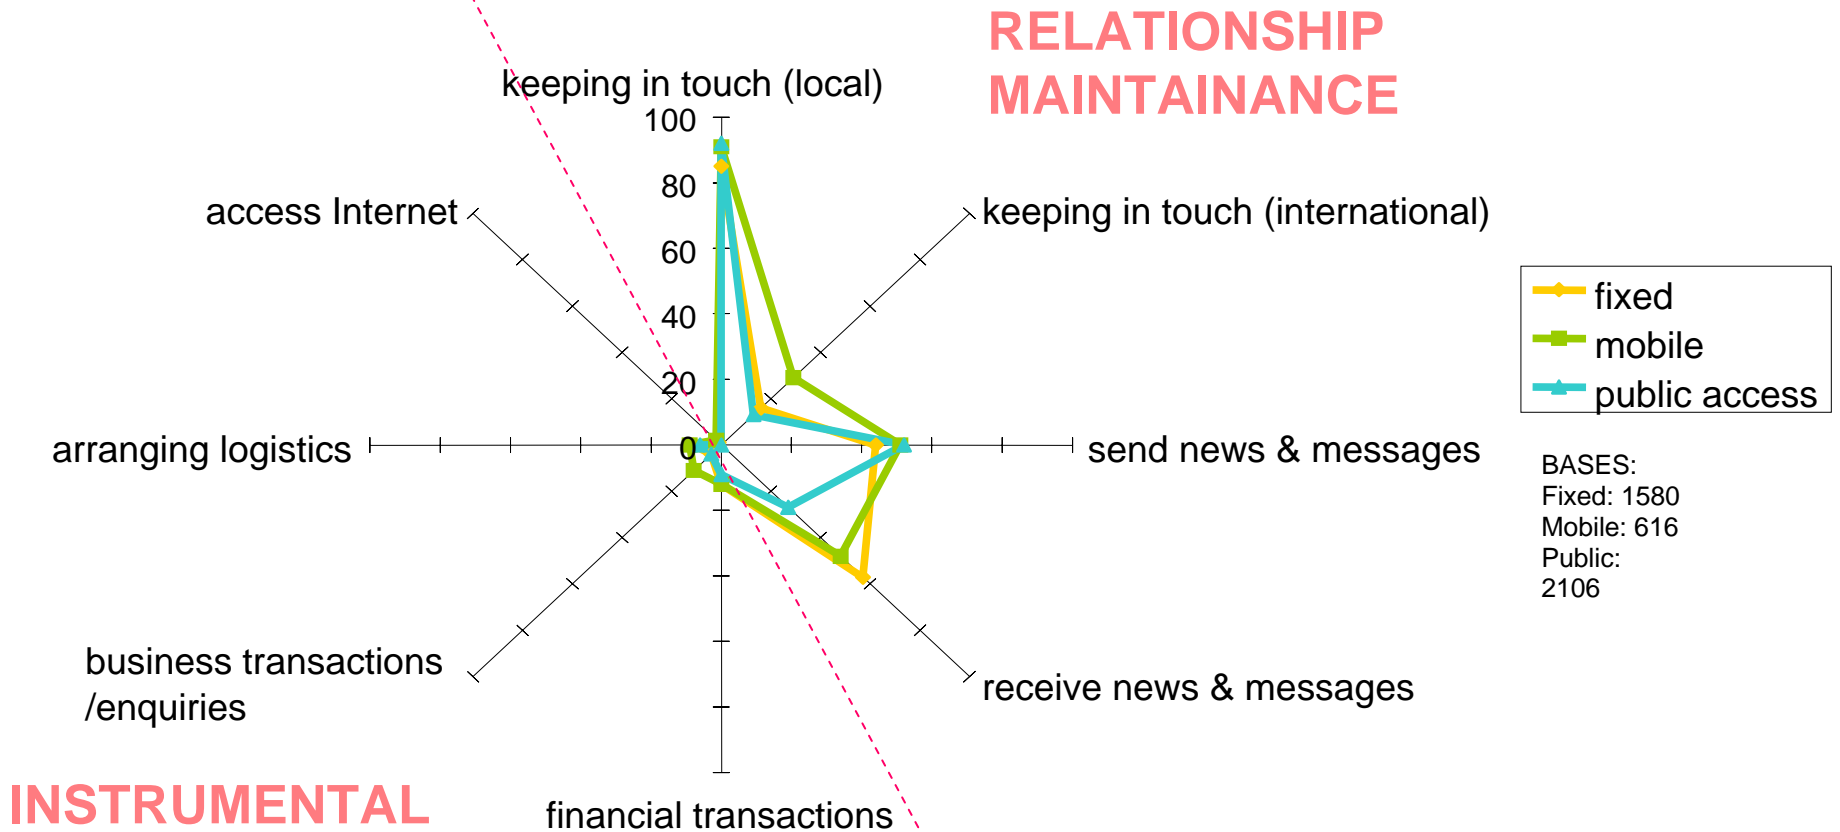 RELATIONSHIP
MAINTAINANCE
keeping in touch (local)
100
80
60
40
20
0
access Internet
keeping in touch (international)
fixed
mobile
public access
arranging logistics
send news & messages
BASES:
Fixed: 1580
Mobile: 616
Public:
2106
business transactions
/enquiries
receive news & messages
INSTRUMENTAL
financial transactions